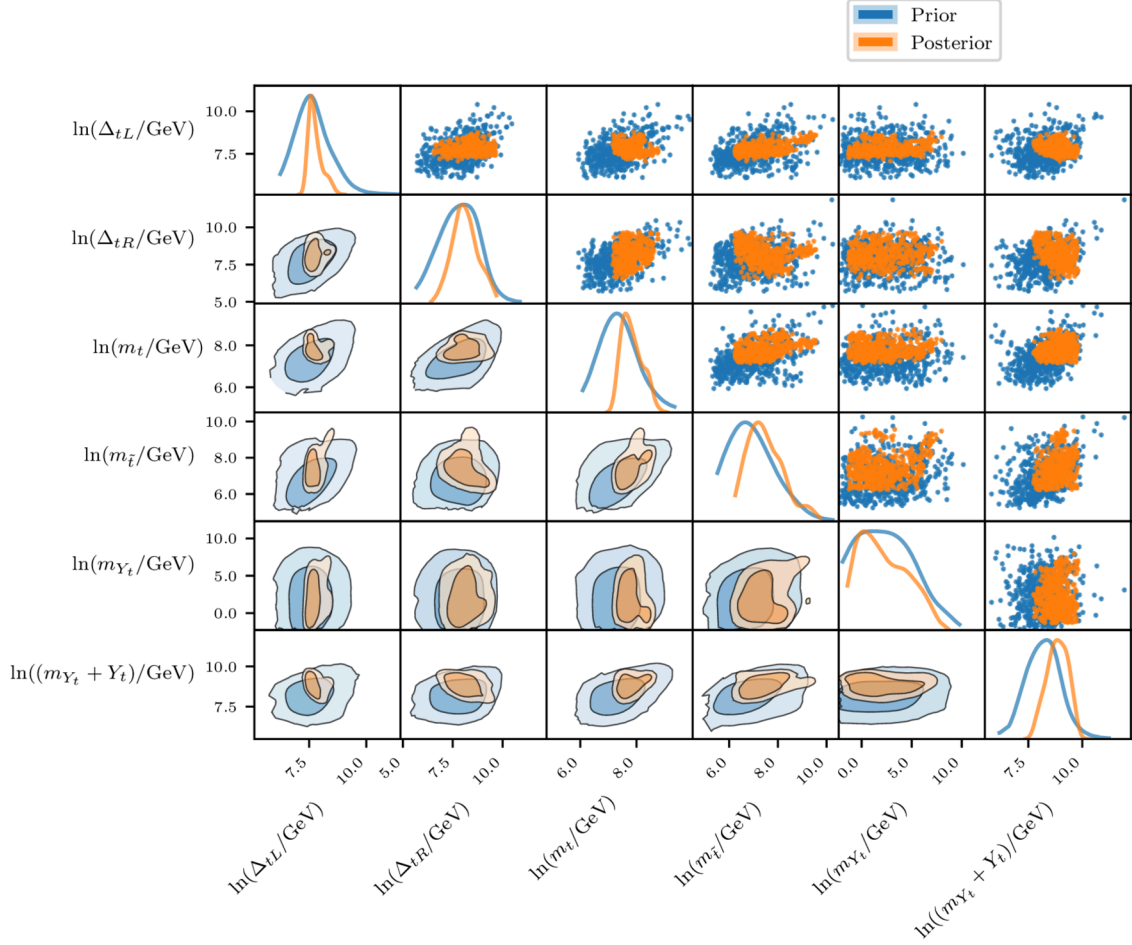 Prior
Posterior
ln(Δ_{tL}/GeV)
10.0
7.5
ln(Δ_{tR}/GeV)
10.0
7.5
5.0
ln(m_t/GeV)
8.0
6.0
ln(m_{t̃}/GeV)
10.0
8.0
6.0
ln(m_{Y_t}/GeV)
10.0
5.0
0.0
ln((m_{Y_t} + Y_t)/GeV)
10.0
7.5
7.5 10.0 5.0 7.5 10.0 6.0 8.0 6.0 8.0 10.0 0.0 5.0 10.0 7.5 10.0
ln(Δ_{tL}/GeV) ln(Δ_{tR}/GeV) ln(m_t/GeV) ln(m_{t̃}/GeV) ln(m_{Y_t}/GeV) ln((m_{Y_t} + Y_t)/GeV)